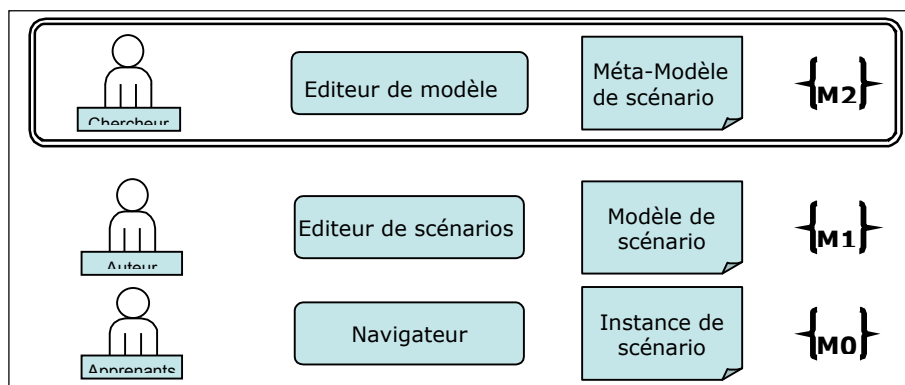 Chercheur
Editeur de modèle
Méta-Modèle
de scénario
{M2}
Auteur
Editeur de scénarios
Modèle de
scénario
{M1}
Apprenants
Navigateur
Instance de
scénario
{M0}